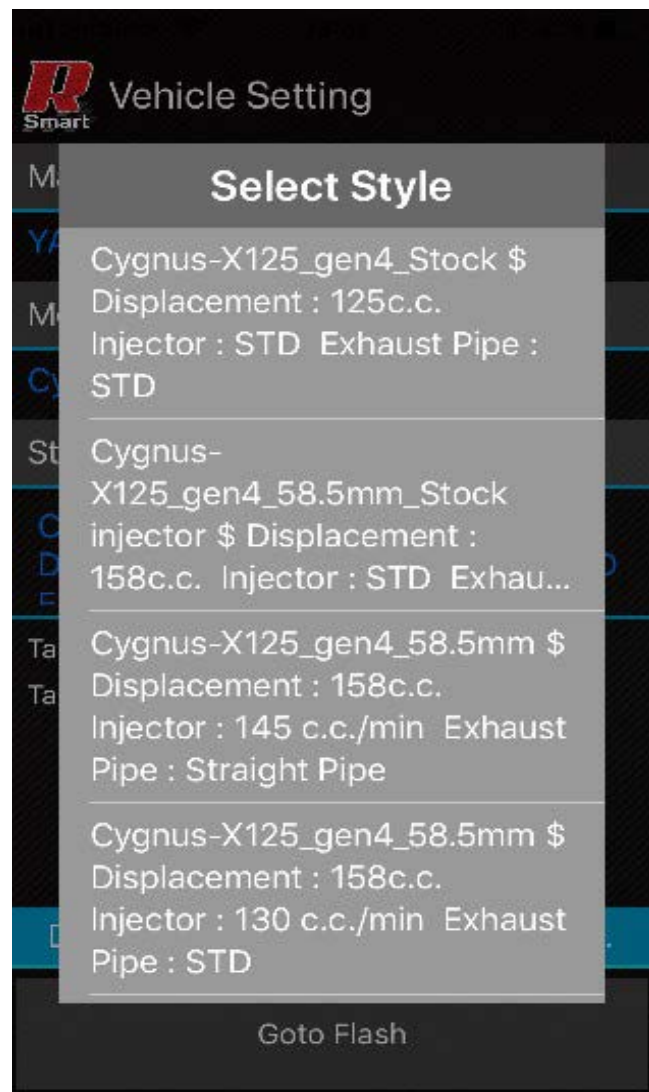 R
Smart
Vehicle Setting
Select Style
Cygnus-X125_gen4_Stock $
Displacement : 125c.c.
Injector : STD Exhaust Pipe :
STD
Cygnus-
X125_gen4_58.5mm_Stock
injector $ Displacement :
158c.c. Injector : STD Exhau...
Cygnus-X125_gen4_58.5mm $
Displacement : 158c.c.
Injector : 145 c.c./min Exhaust
Pipe : Straight Pipe
Cygnus-X125_gen4_58.5mm $
Displacement : 158c.c.
Injector : 130 c.c./min Exhaust
Pipe : STD
Goto Flash